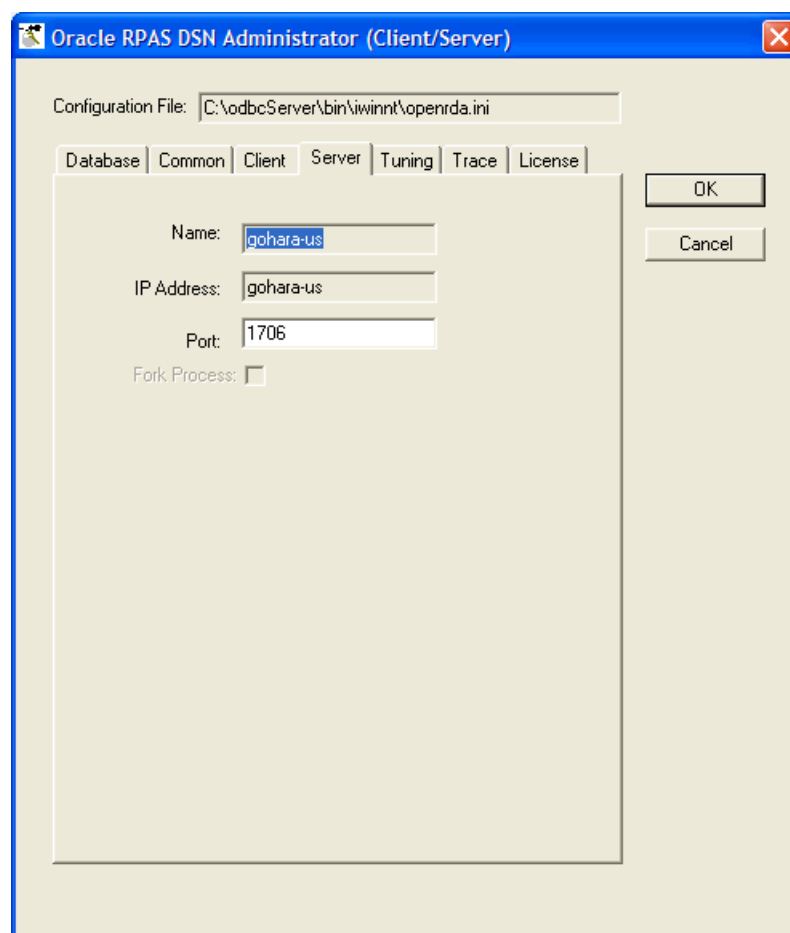 Oracle RPAS DSN Administrator (Client/Server)
Configuration File: C:\odbcServer\bin\iwinnt\openrda.ini
Database Common Client Server Tuning Trace License
OK
Name: gohara-us
Cancel
IP Address: gohara-us
Port: 1706
Fork Process: